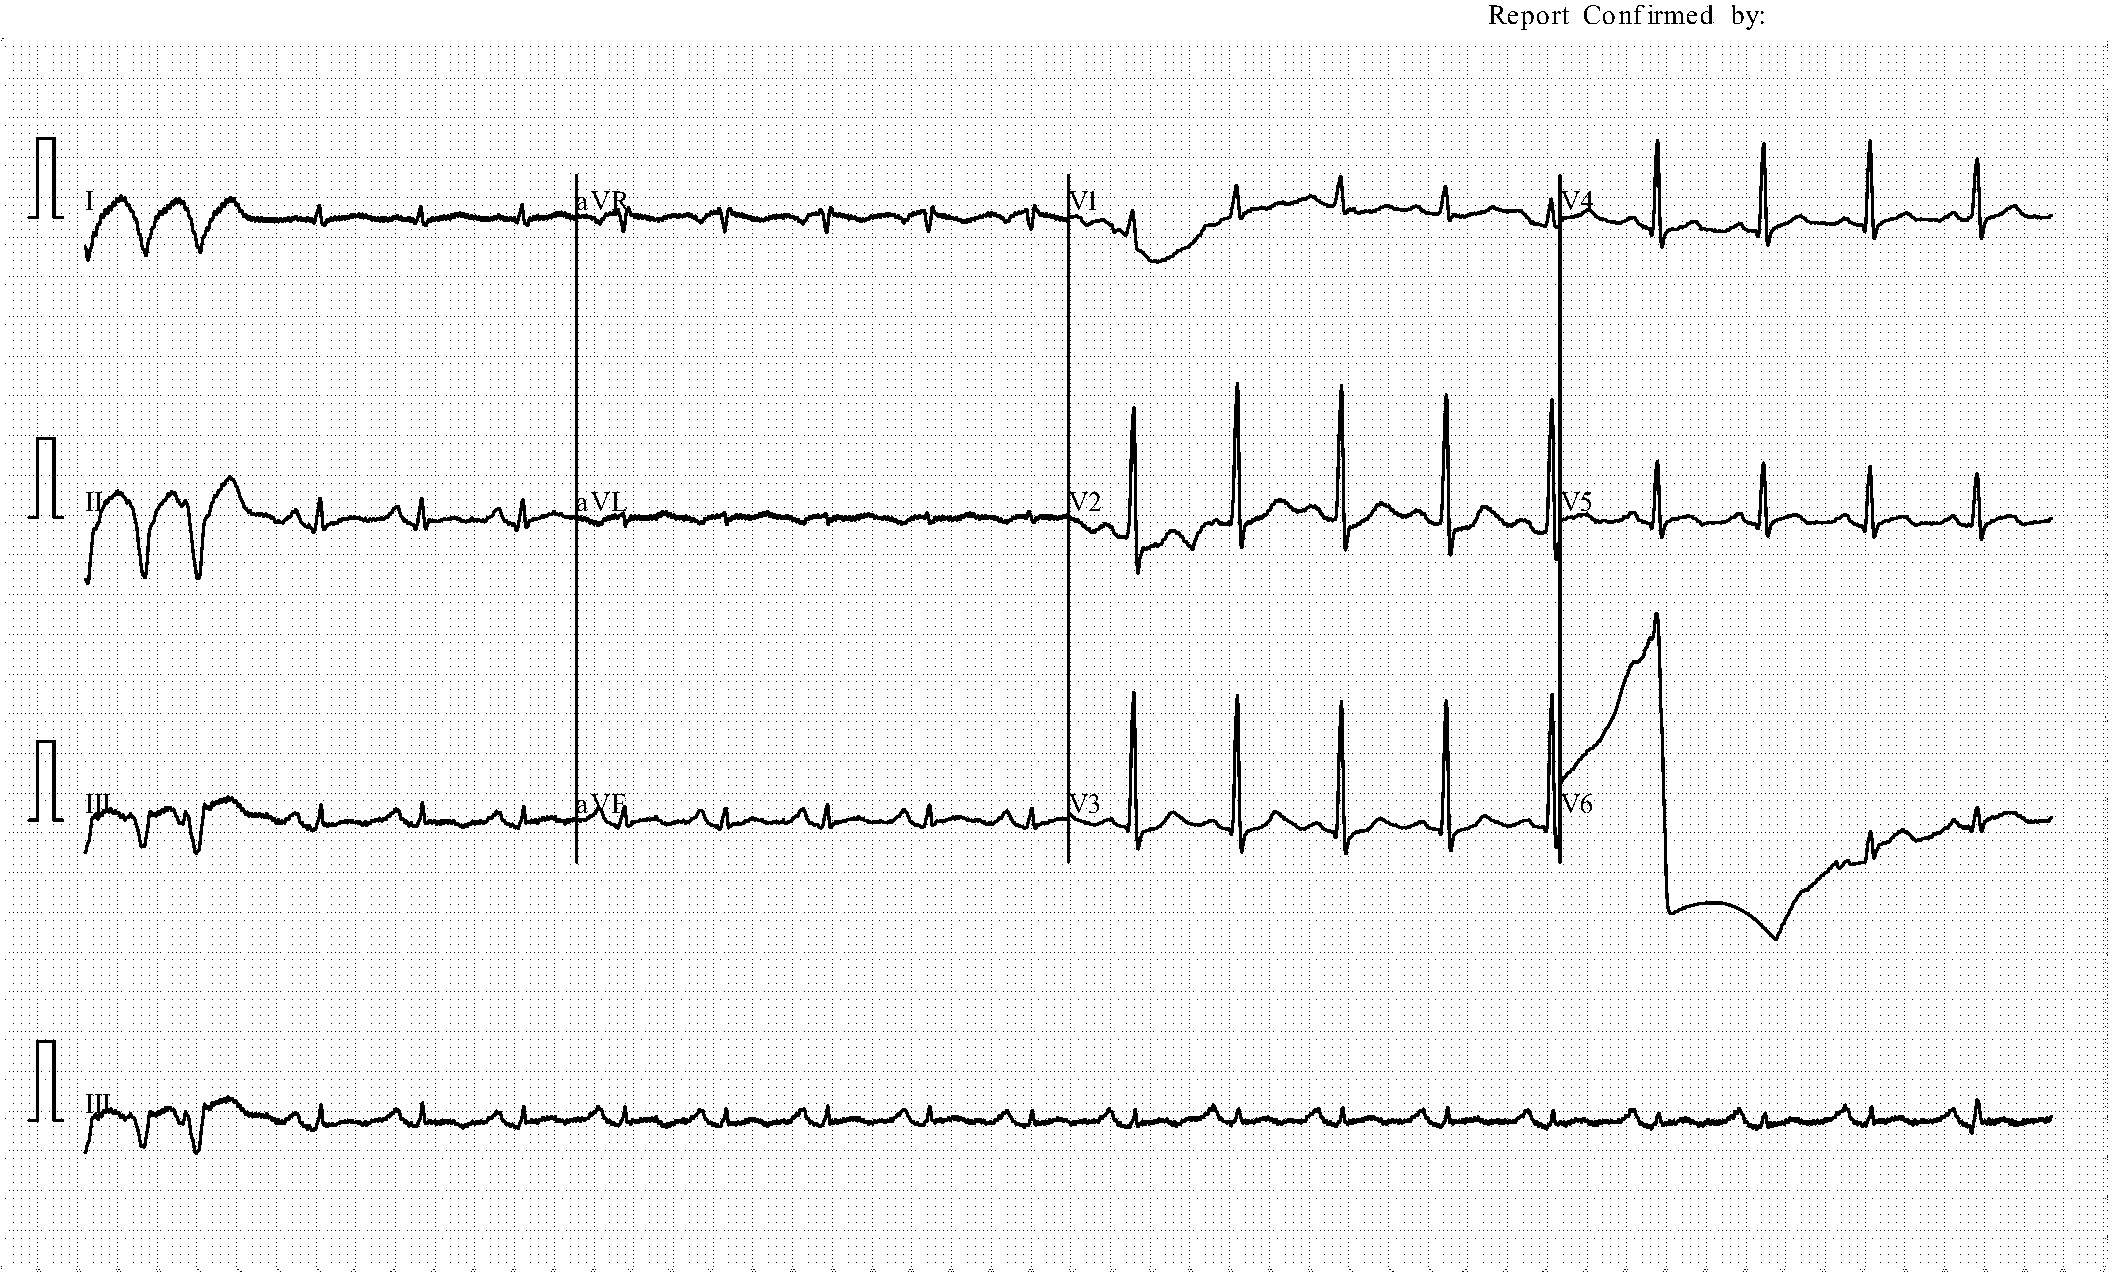 Report Confirmed by:
I aVR V1 V4
II aVL V2 V5
III aVF V3 V6
III